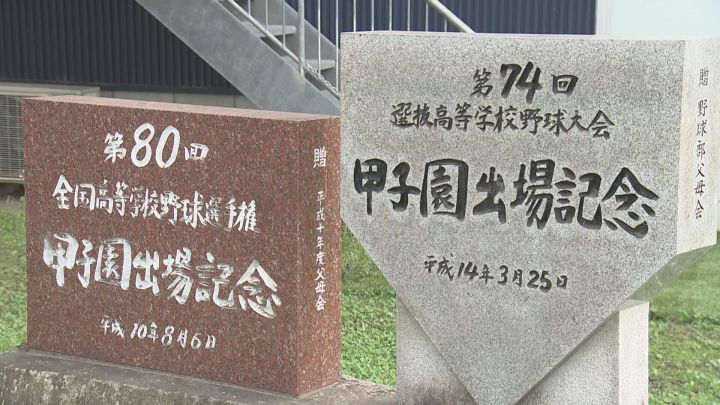 第80回
全国高等学校野球選手権
甲子園出場記念
平成10年8月6日
贈 平成十年度父母会
第74回
選抜高等学校野球大会
甲子園出場記念
平成14年3月25日
贈 野球部父母会